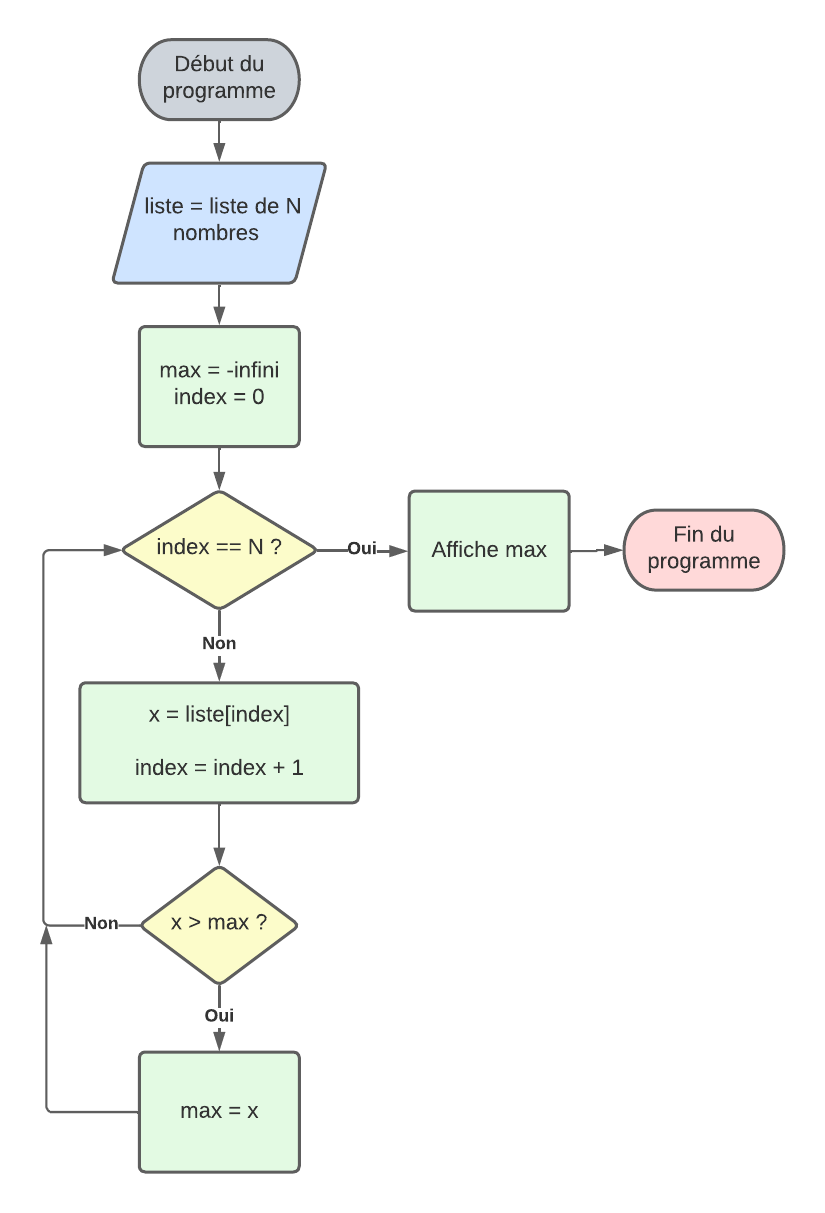 Début du
programme
liste = liste de N
nombres
max = -infini
index = 0
index == N ?
Oui
Affiche max
Fin du
programme
Non
x = liste[index]
index = index + 1
x > max ?
Non
Oui
max = x